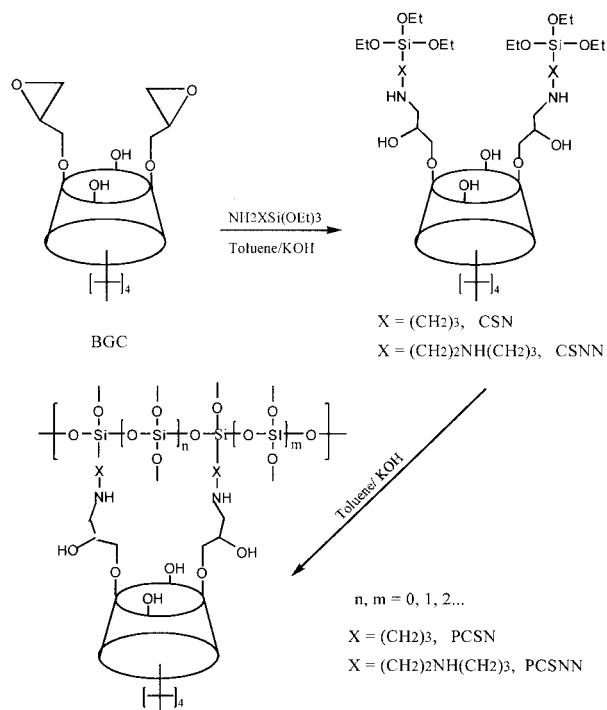 OEt OEt
EtO-Si-OEt EtO-Si-OEt
X X
HN NH
HO OH
O O
O O
O O
OH
OH
OH
OH
[ ]4
BGC
NH2XSi(OEt)3
Toluene/KOH
[ ]4
X = (CH2)3, CSN
X = (CH2)2NH(CH2)3, CSNN
O O O O
O-Si-(O-Si)n-O-Si-(O-Si)m-O
O O
X X
NH NH
HO OH
O O
OH
OH
[ ]4
Toluene/ KOH
n, m = 0, 1, 2...
X = (CH2)3, PCSN
X = (CH2)2NH(CH2)3, PCSNN